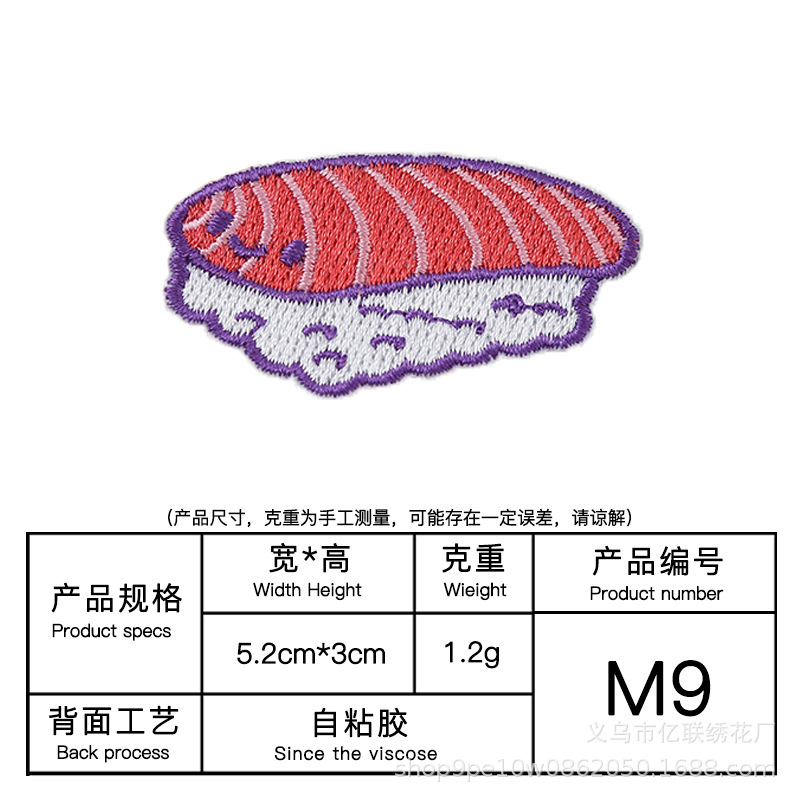 (产品尺寸，克重为手工测量，可能存在一定误差，请谅解)
产品规格
Product specs
宽*高
Width Height
克重
Wieight
产品编号
Product number
5.2cm*3cm
1.2g
M9
背面工艺
Back process
自粘胶
Since the viscose
义乌市亿联绣花厂
shop9pe10w0862050.1688.com